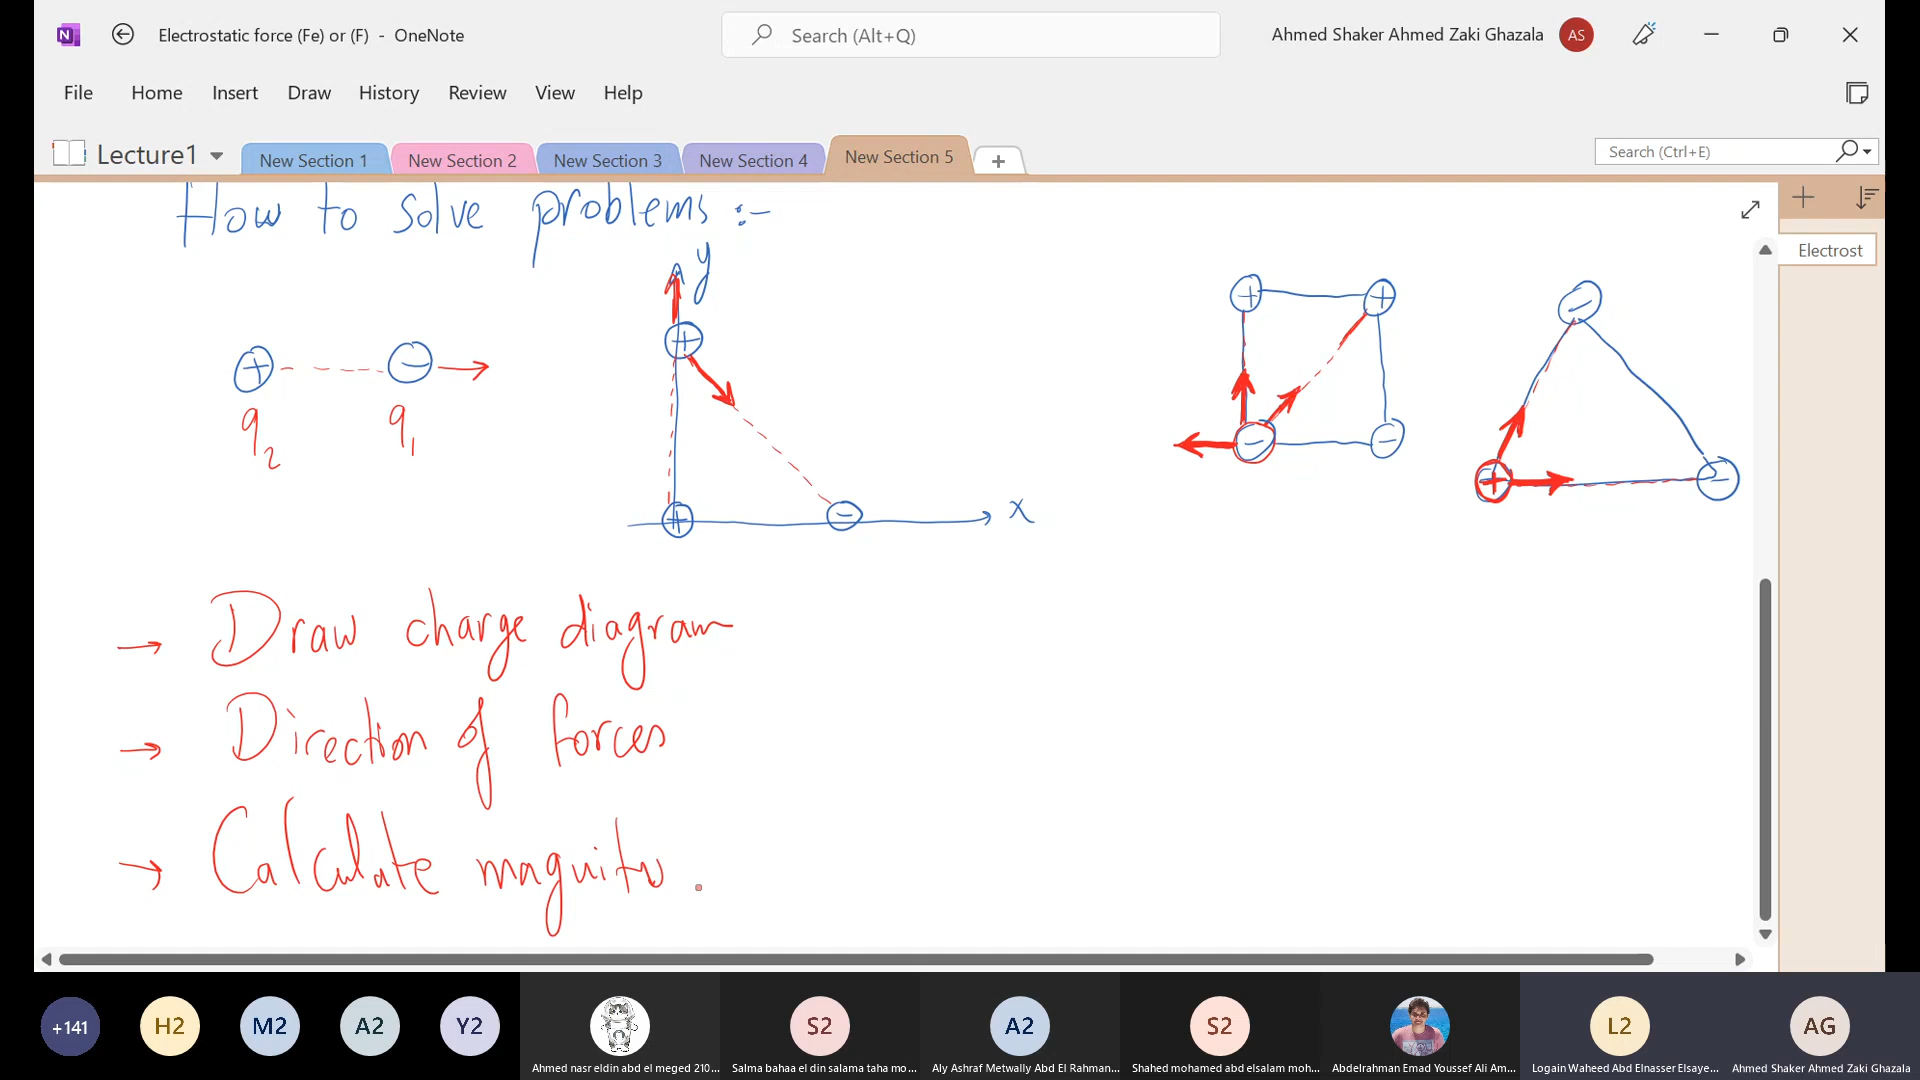 Electrostatic force (Fe) or (F) - OneNote
Search (Alt+Q)
Ahmed Shaker Ahmed Zaki Ghazala
AS
File Home Insert Draw History Review View Help
Lecture1
New Section 1
New Section 2
New Section 3
New Section 4
New Section 5
+
Search (Ctrl+E)
Electrost
How to solve problems :-
y
+ + -
+ -
q2 q1
+
- -
+ -
+ -
x
→ Draw charge diagram
→ Direction of forces
→ Calculate magnitu
+141
H2
M2
A2
Y2
S2
A2
S2
L2
AG
Ahmed nasr eldin abd el meged 210...
Salma bahaa el din salama taha mo...
Aly Ashraf Metwally Abd El Rahman...
Shahed mohamed abd elsalam moh...
Abdelrahman Emad Youssef Ali Am...
Logain Waheed Abd Elnasser Elsaye...
Ahmed Shaker Ahmed Zaki Ghazala